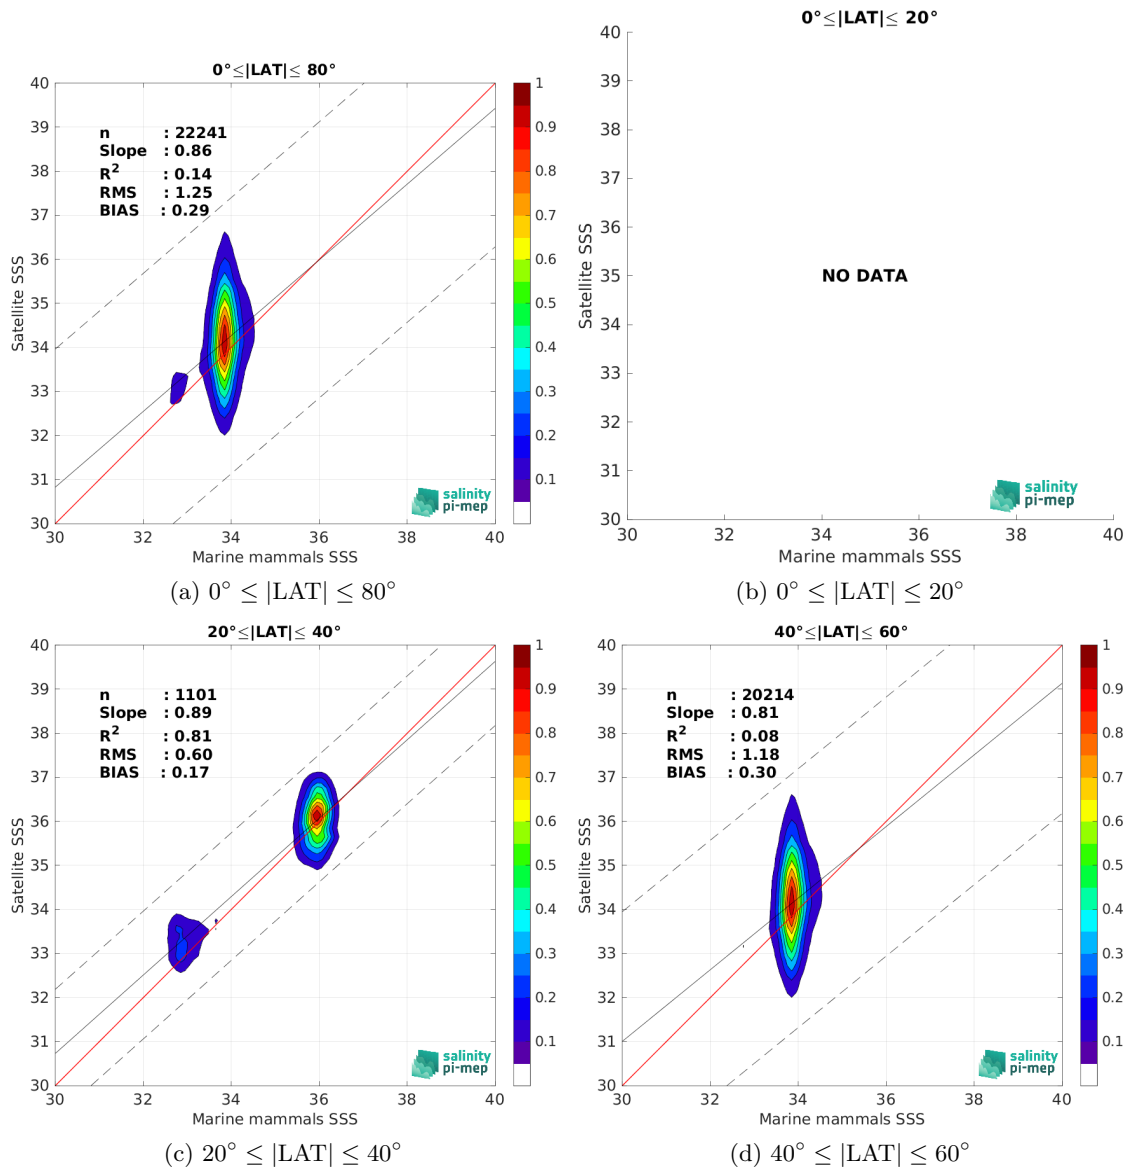 0°≤|LAT|≤ 80°
n : 22241
Slope : 0.86
R² : 0.14
RMS : 1.25
BIAS : 0.29
40
39
38
37
36
35
34
33
32
31
30
Satellite SSS
30 32 34 36 38 40
Marine mammals SSS
salinity
pi-mep
1
0.9
0.8
0.7
0.6
0.5
0.4
0.3
0.2
0.1
(a) 0° ≤ |LAT| ≤ 80°
0°≤|LAT|≤ 20°
40
39
38
37
36
35
34
33
32
31
30
Satellite SSS
NO DATA
30 32 34 36 38 40
Marine mammals SSS
salinity
pi-mep
(b) 0° ≤ |LAT| ≤ 20°
20°≤|LAT|≤ 40°
n : 1101
Slope : 0.89
R² : 0.81
RMS : 0.60
BIAS : 0.17
40
39
38
37
36
35
34
33
32
31
30
Satellite SSS
30 32 34 36 38 40
Marine mammals SSS
salinity
pi-mep
1
0.9
0.8
0.7
0.6
0.5
0.4
0.3
0.2
0.1
(c) 20° ≤ |LAT| ≤ 40°
40°≤|LAT|≤ 60°
n : 20214
Slope : 0.81
R² : 0.08
RMS : 1.18
BIAS : 0.30
40
39
38
37
36
35
34
33
32
31
30
Satellite SSS
30 32 34 36 38 40
Marine mammals SSS
salinity
pi-mep
1
0.9
0.8
0.7
0.6
0.5
0.4
0.3
0.2
0.1
(d) 40° ≤ |LAT| ≤ 60°